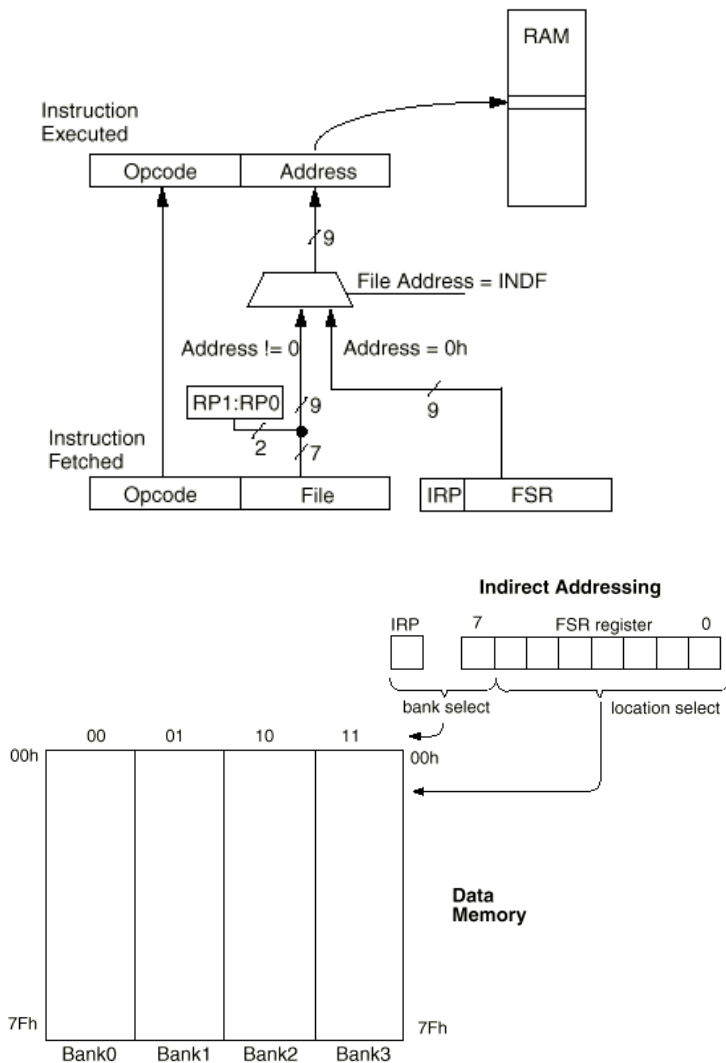 RAM
Instruction
Executed
Opcode Address
9
File Address = INDF
Address != 0 Address = 0h
RP1:RP0 9 9
2 7
Instruction
Fetched
Opcode File IRP FSR
Indirect Addressing
IRP 7 FSR register 0
bank select location select
00 01 10 11
00h 00h
Data
Memory
7Fh 7Fh
Bank0 Bank1 Bank2 Bank3